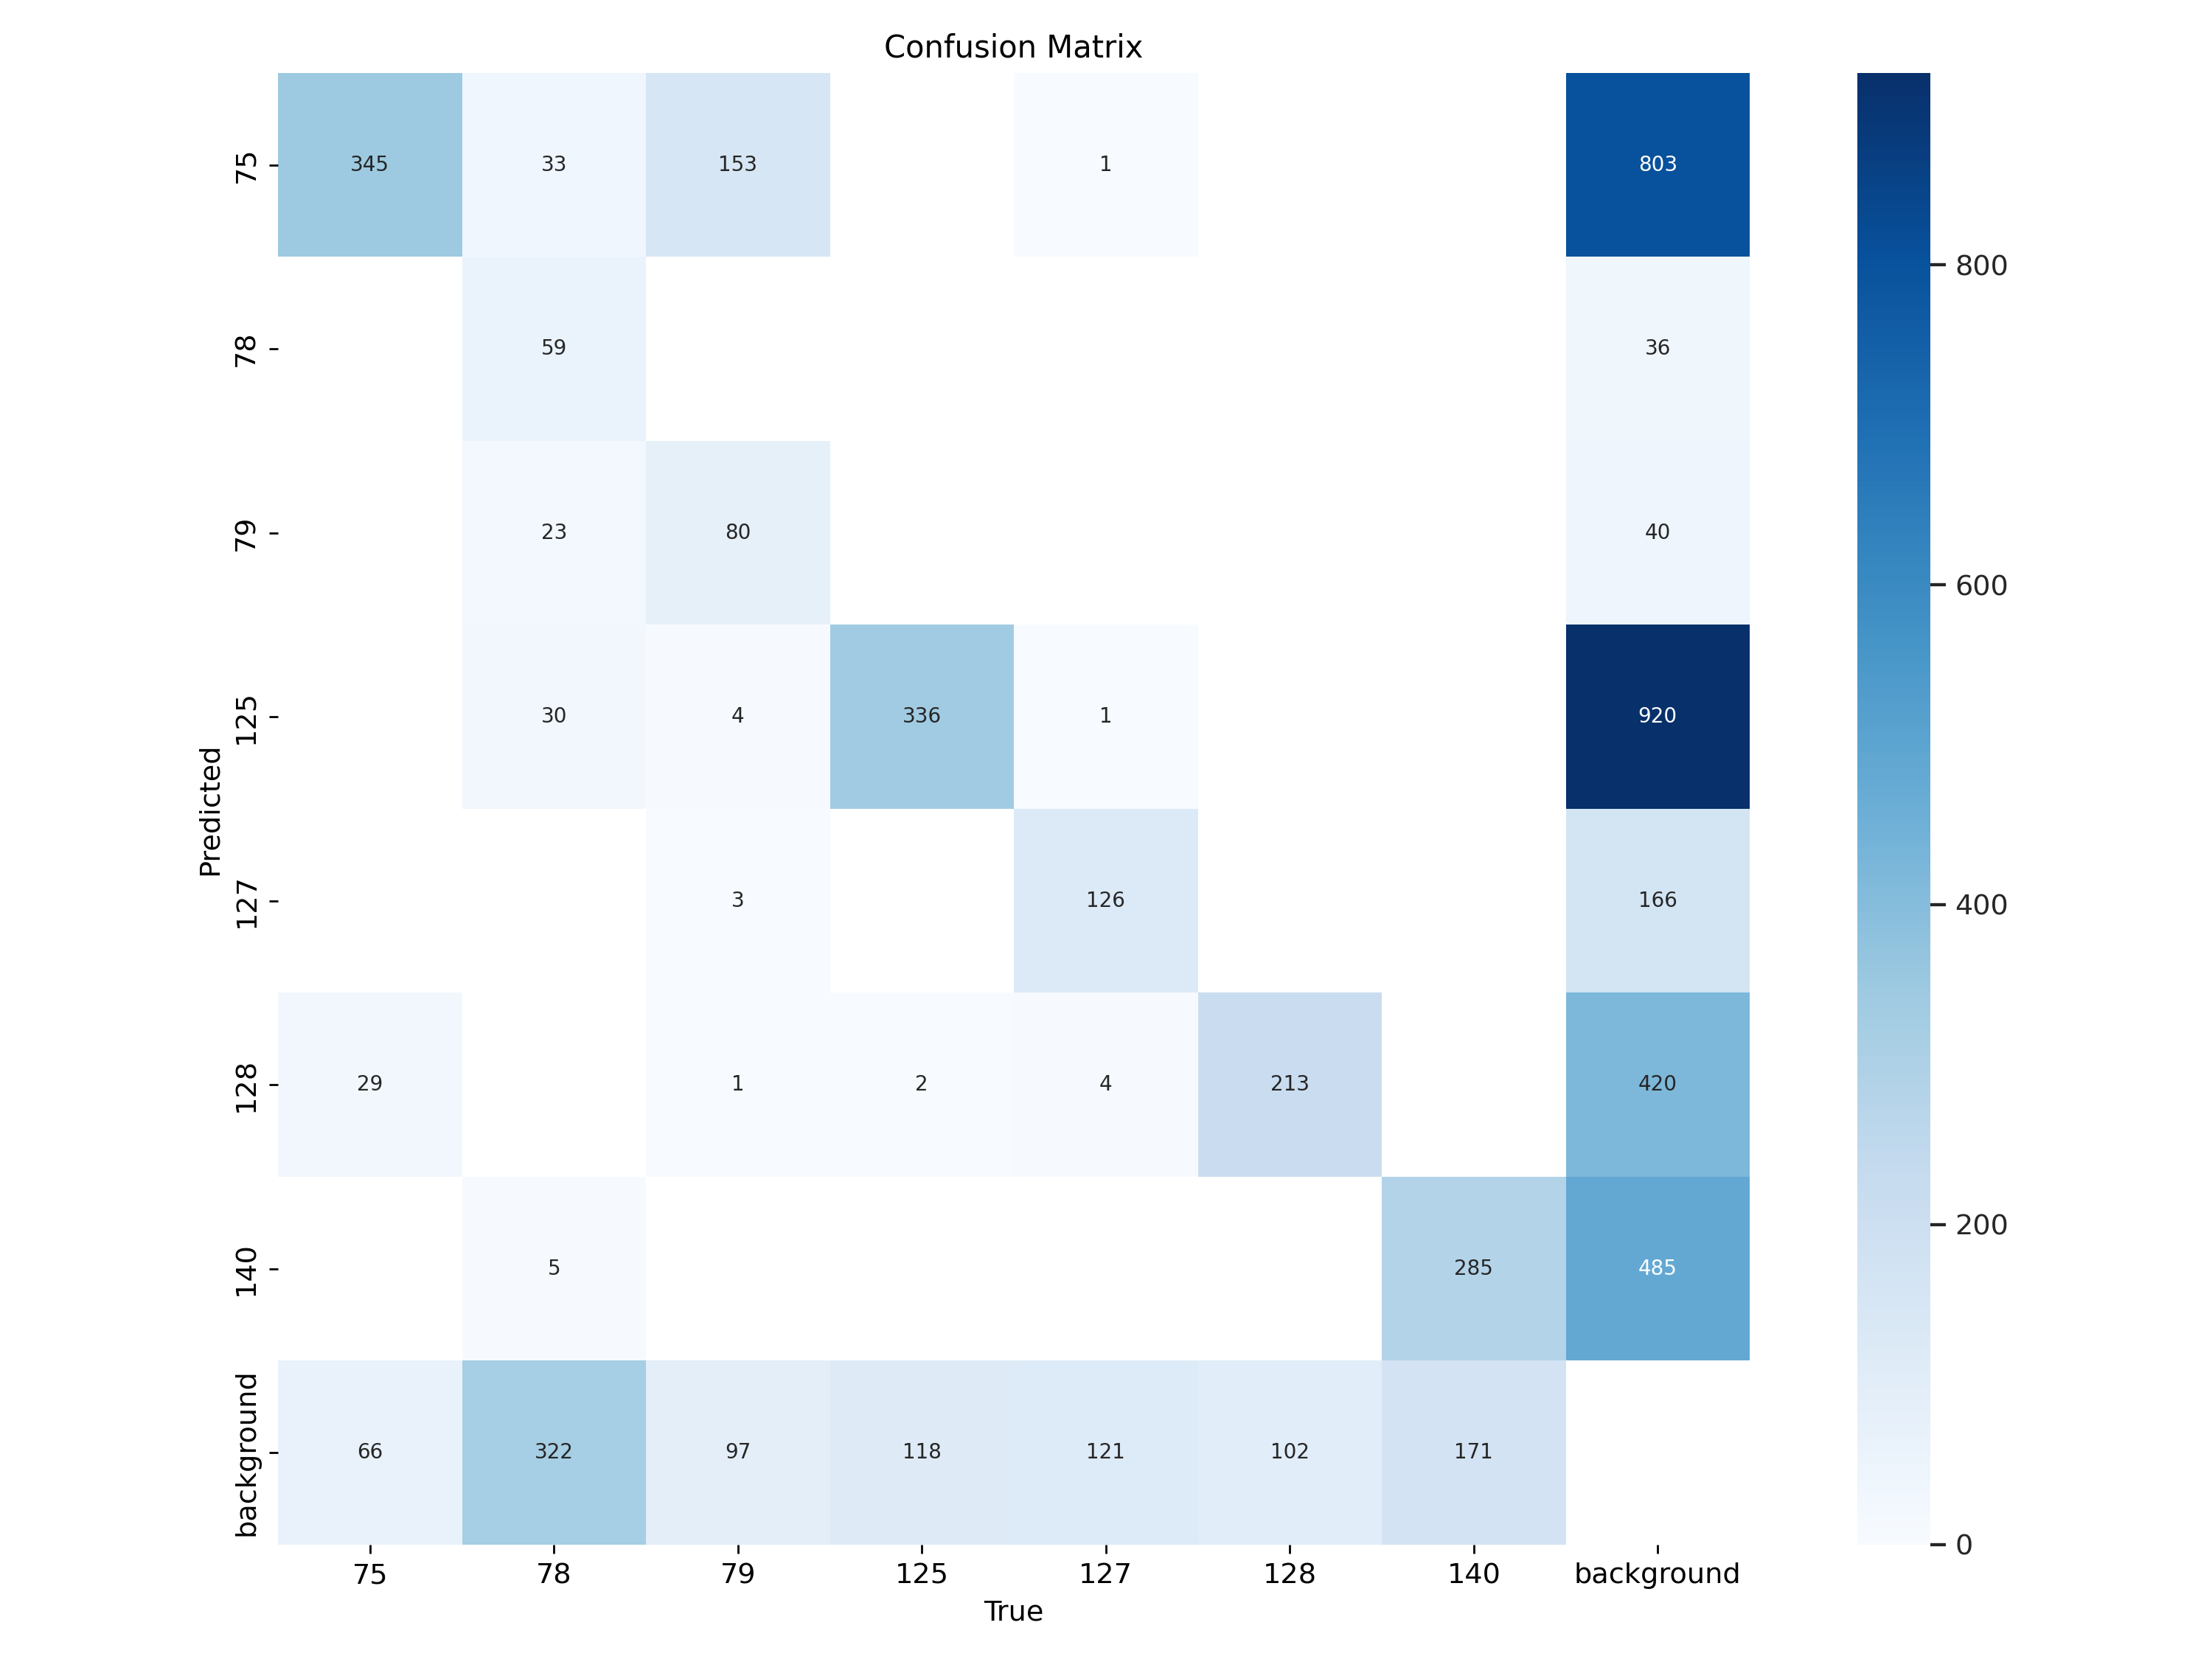 Confusion Matrix
75 345 33 153 1 803
78 59 36
79 23 80 40
125 30 4 336 1 920
127 3 126 166
128 29 1 2 4 213 420
140 5 285 485
background 66 322 97 118 121 102 171
75 78 79 125 127 128 140 background
True
Predicted
800
600
400
200
0